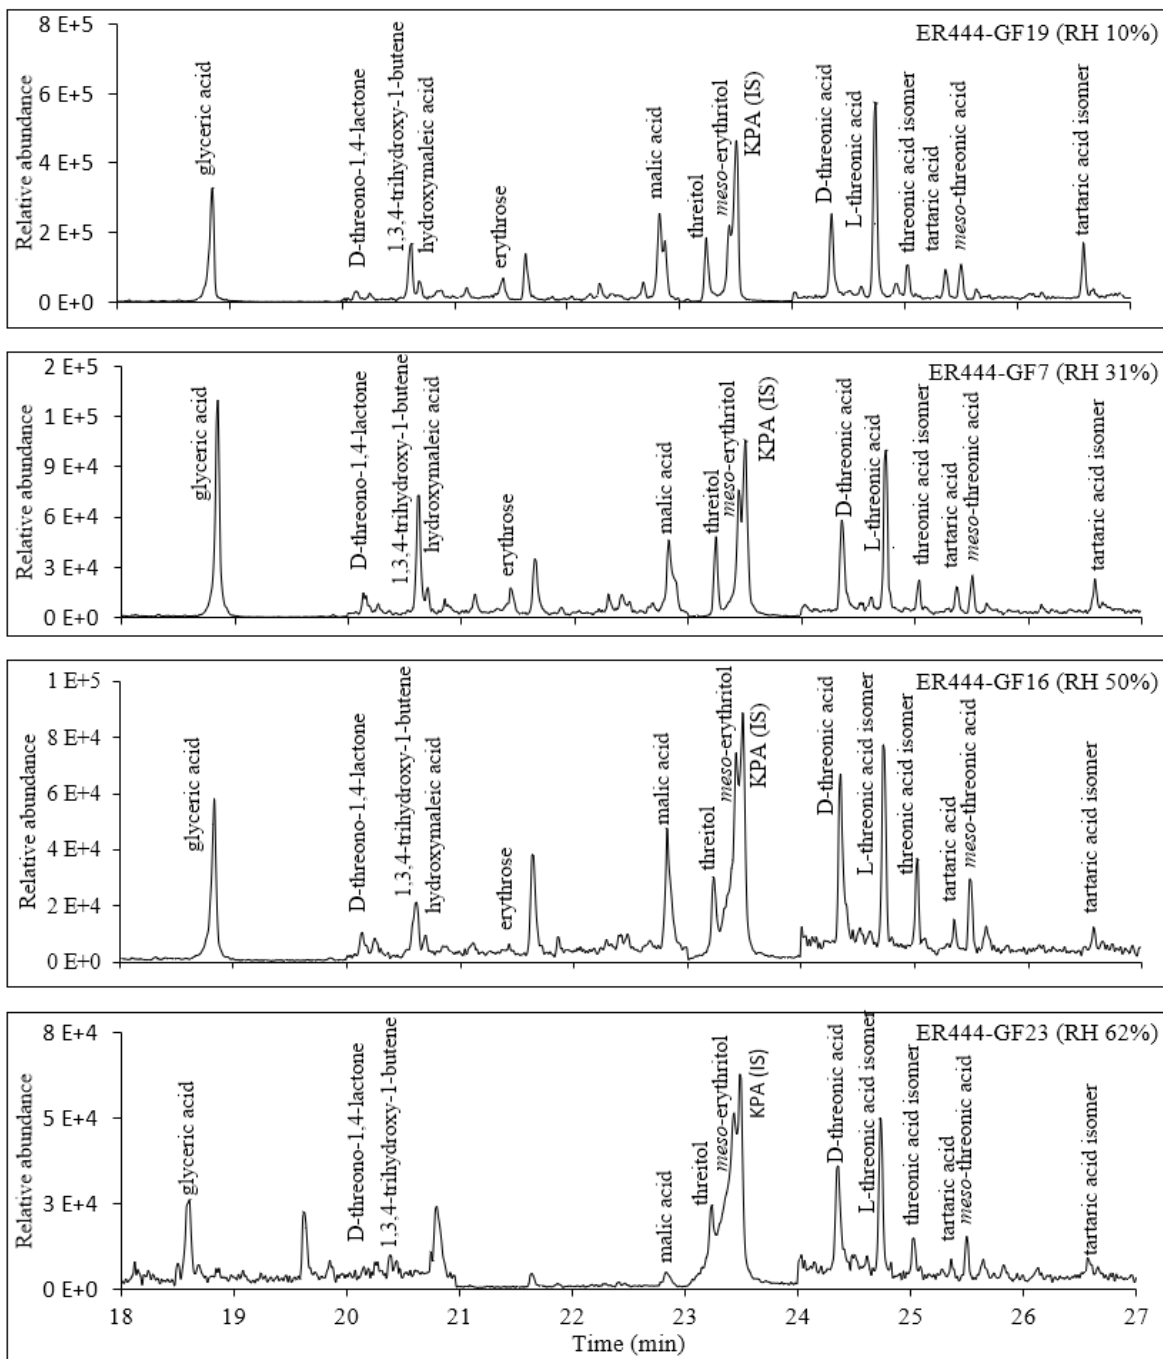 ER444-GF19 (RH 10%)
Relative abundance
8 E+5
6 E+5
4 E+5
2 E+5
0 E+0
glyceric acid
D-threono-1,4-lactone
1,3,4-trihydroxy-1-butene
hydroxymaleic acid
erythrose
malic acid
threitol
meso-erythritol
KPA (IS)
D-threonic acid
L-threonic acid
threonic acid isomer
tartaric acid
meso-threonic acid
tartaric acid isomer
ER444-GF7 (RH 31%)
Relative abundance
2 E+5
1 E+5
9 E+4
6 E+4
3 E+4
0 E+0
glyceric acid
D-threono-1,4-lactone
1,3,4-trihydroxy-1-butene
hydroxymaleic acid
erythrose
malic acid
threitol
meso-erythritol
KPA (IS)
D-threonic acid
L-threonic acid
threonic acid isomer
tartaric acid
meso-threonic acid
tartaric acid isomer
ER444-GF16 (RH 50%)
Relative abundance
1 E+5
8 E+4
6 E+4
4 E+4
2 E+4
0 E+0
glyceric acid
D-threono-1,4-lactone
1,3,4-trihydroxy-1-butene
hydroxymaleic acid
erythrose
malic acid
threitol
meso-erythritol
KPA (IS)
D-threonic acid
L-threonic acid isomer
threonic acid isomer
tartaric acid
meso-threonic acid
tartaric acid isomer
ER444-GF23 (RH 62%)
Relative abundance
8 E+4
5 E+4
3 E+4
0 E+0
glyceric acid
D-threono-1,4-lactone
1,3,4-trihydroxy-1-butene
malic acid
threitol
meso-erythritol
KPA (IS)
D-threonic acid
L-threonic acid isomer
threonic acid isomer
tartaric acid
meso-threonic acid
tartaric acid isomer
18 19 20 21 22 23 24 25 26 27
Time (min)